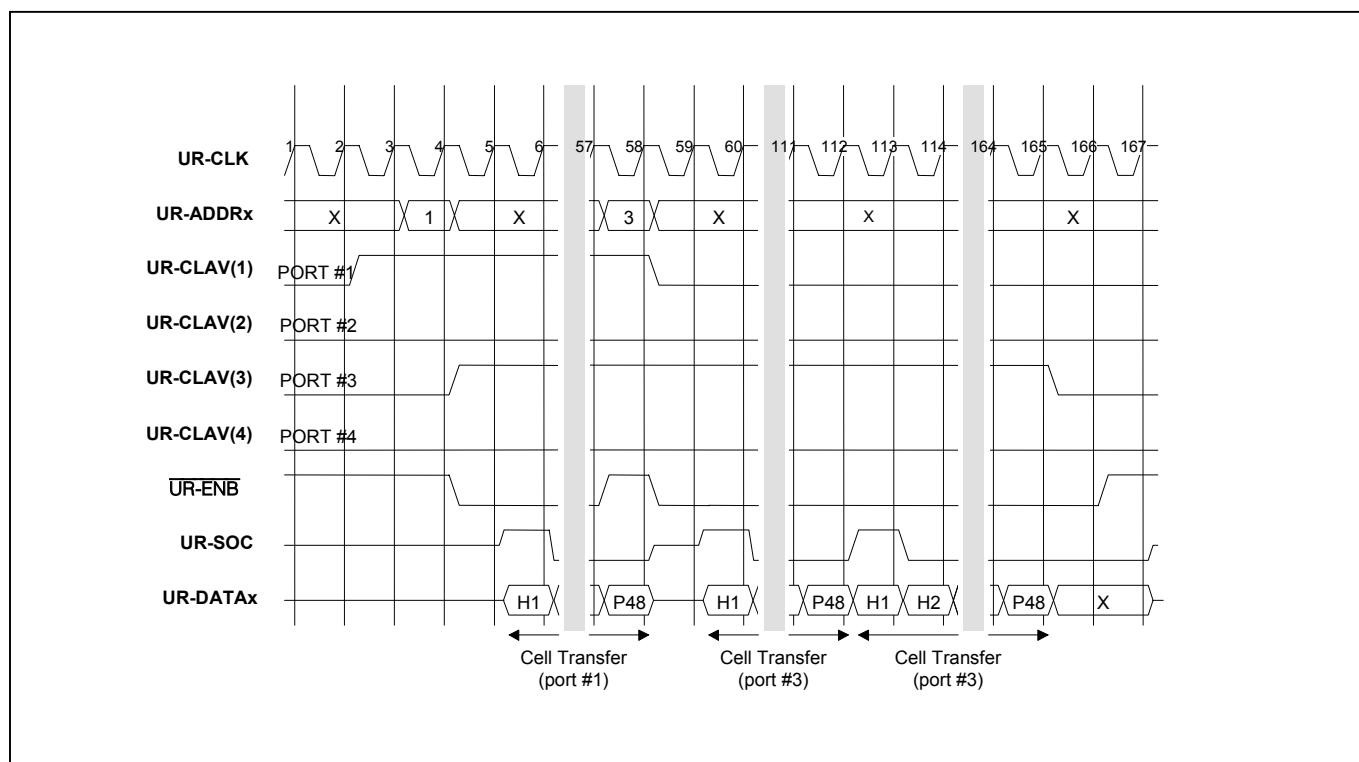 UR-CLK 1 2 3 4 5 6 57 58 59 60 111 112 113 114 164 165 166 167
UR-ADDRx X 1 X 3 X X X
UR-CLAV(1) PORT #1
UR-CLAV(2) PORT #2
UR-CLAV(3) PORT #3
UR-CLAV(4) PORT #4
UR-ENB
UR-SOC
UR-DATAx H1 P48 H1 P48 H1 H2 P48 X
Cell Transfer Cell Transfer Cell Transfer
(port #1) (port #3) (port #3)